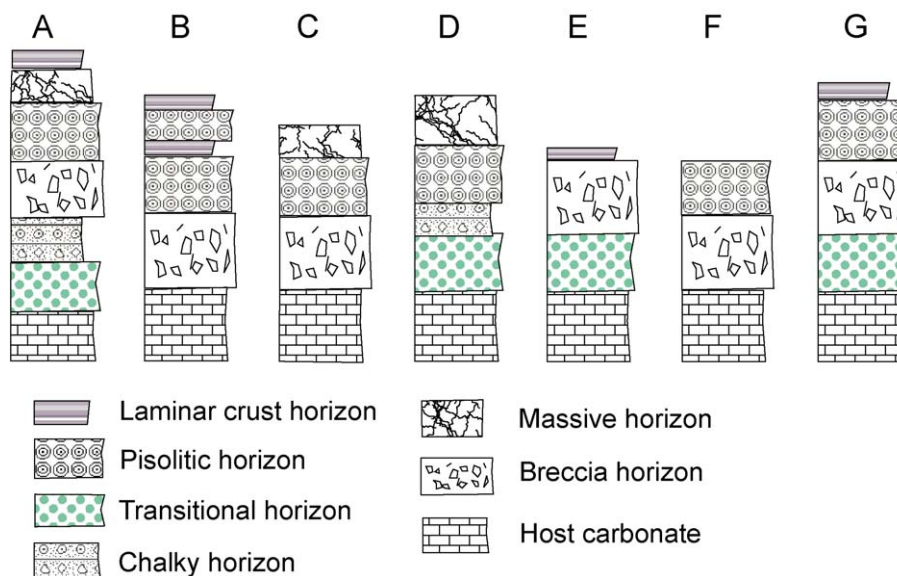 A B C D E F G
Laminar crust horizon
Pisolitic horizon
Transitional horizon
Chalky horizon
Massive horizon
Breccia horizon
Host carbonate